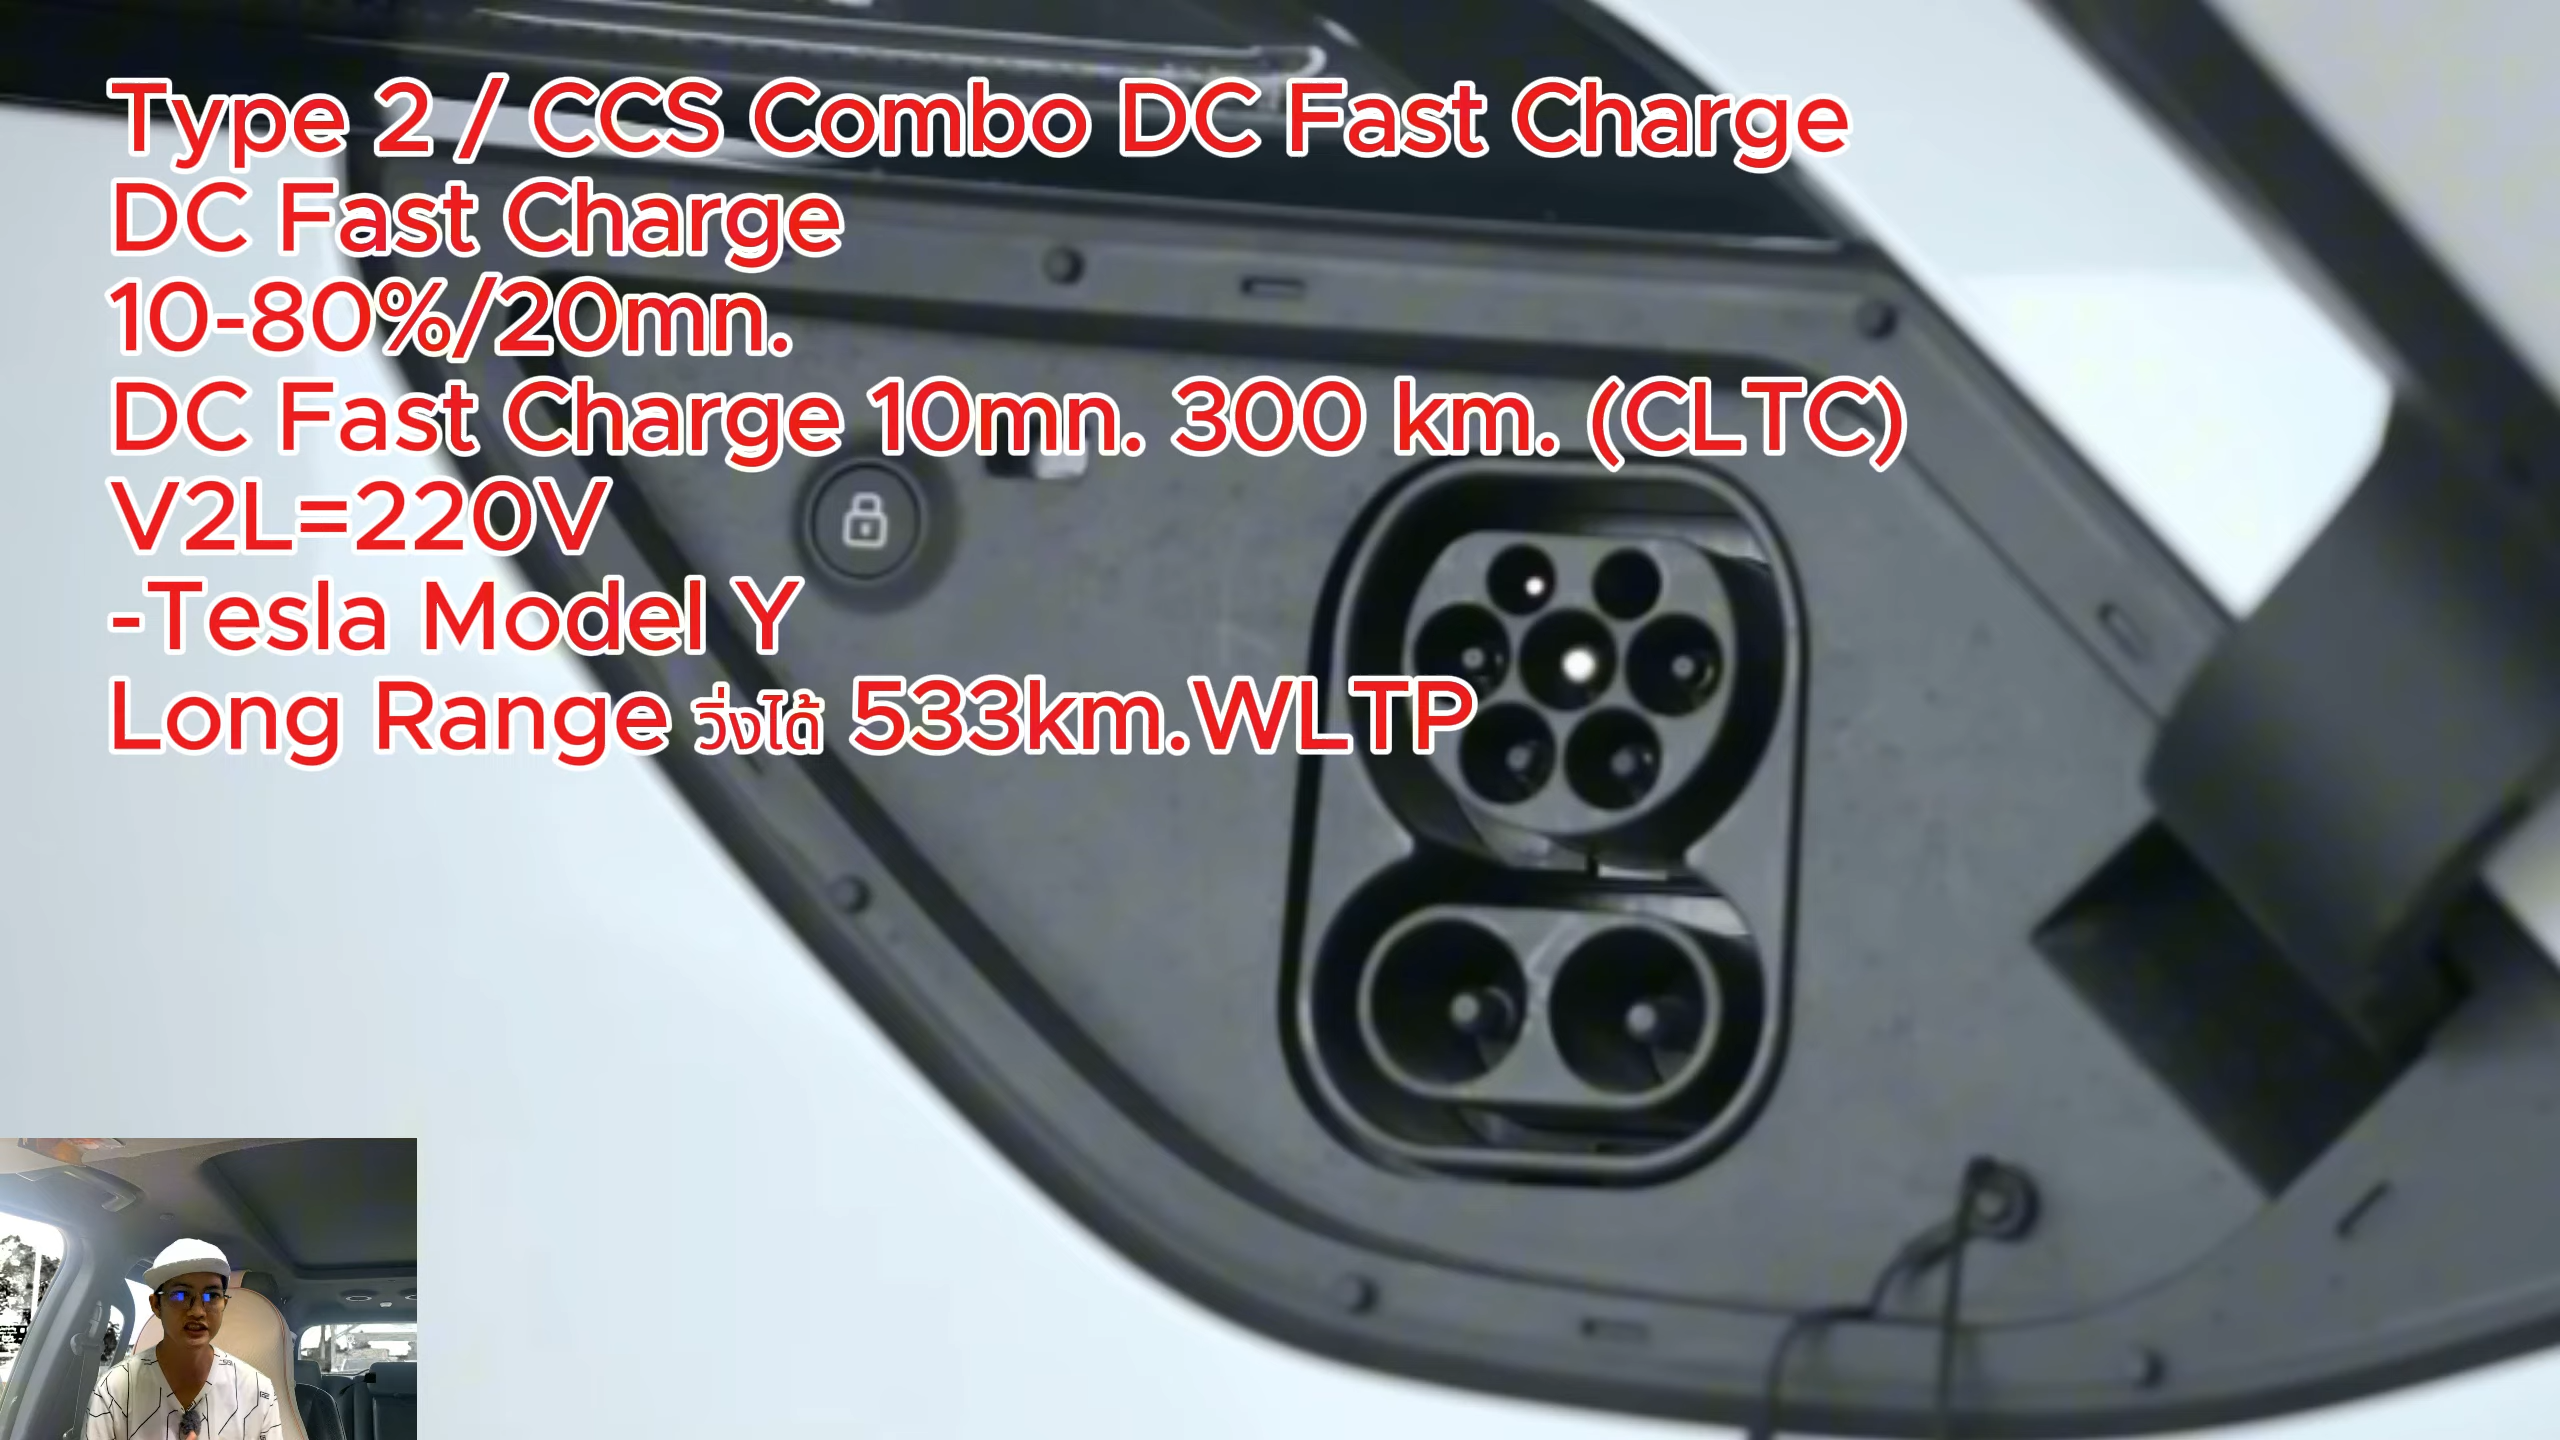 Type 2 / CCS Combo DC Fast Charge
DC Fast Charge
10-80%/20mn.
DC Fast Charge 10mn. 300 km. (CLTC)
V2L=220V
-Tesla Model Y
Long Range วิ่งได้ 533km.WLTP